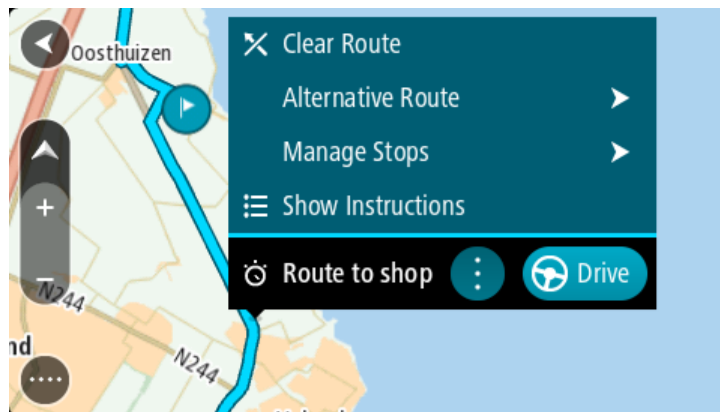 Oosthuizen
Clear Route
Alternative Route
Manage Stops
Show Instructions
Route to shop
Drive
N244
nd
N244